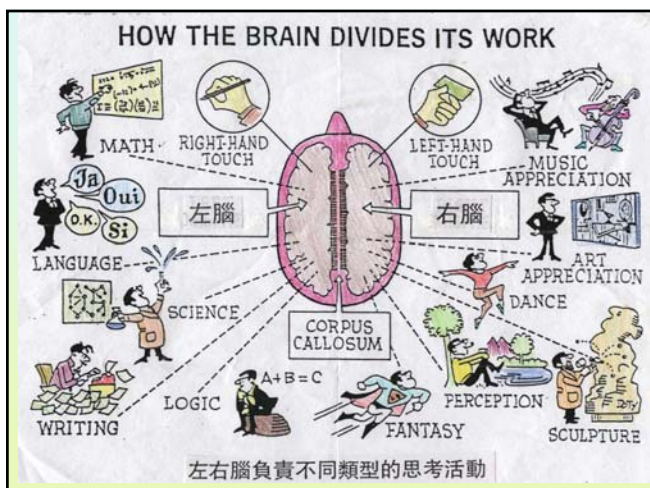 HOW THE BRAIN DIVIDES ITS WORK
MATH
RIGHT-HAND
TOUCH
LEFT-HAND
TOUCH
MUSIC
APPRECIATION
Ja
Oui
O.K.
Si
左腦
右腦
LANGUAGE
ART
APPRECIATION
SCIENCE
DANCE
CORPUS
CALLOSUM
A+B=C
WRITING
LOGIC
FANTASY
PERCEPTION
SCULPTURE
左右腦負責不同類型的思考活動